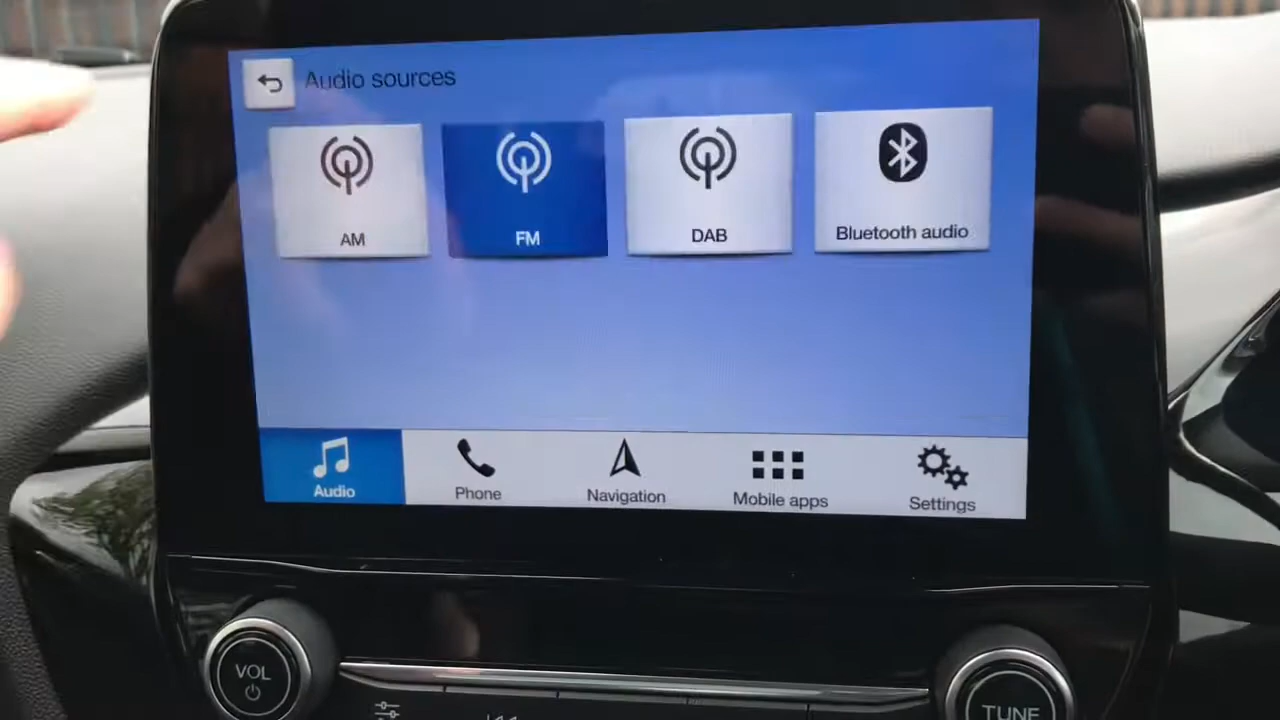 Audio sources
AM
FM
DAB
Bluetooth audio
Audio
Phone
Navigation
Mobile apps
Settings
VOL
TUNE